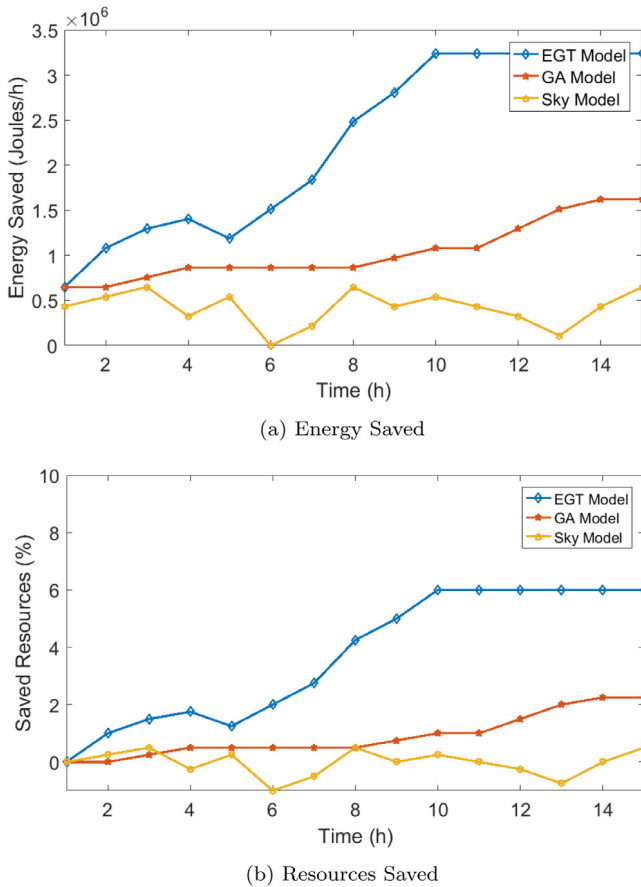 ×10^6
3.5
3
2.5
2
1.5
1
0.5
0
Energy Saved (Joules/h)
EGT Model
GA Model
Sky Model
2 4 6 8 10 12 14
Time (h)
(a) Energy Saved
10
8
6
4
2
0
Saved Resources (%)
EGT Model
GA Model
Sky Model
2 4 6 8 10 12 14
Time (h)
(b) Resources Saved